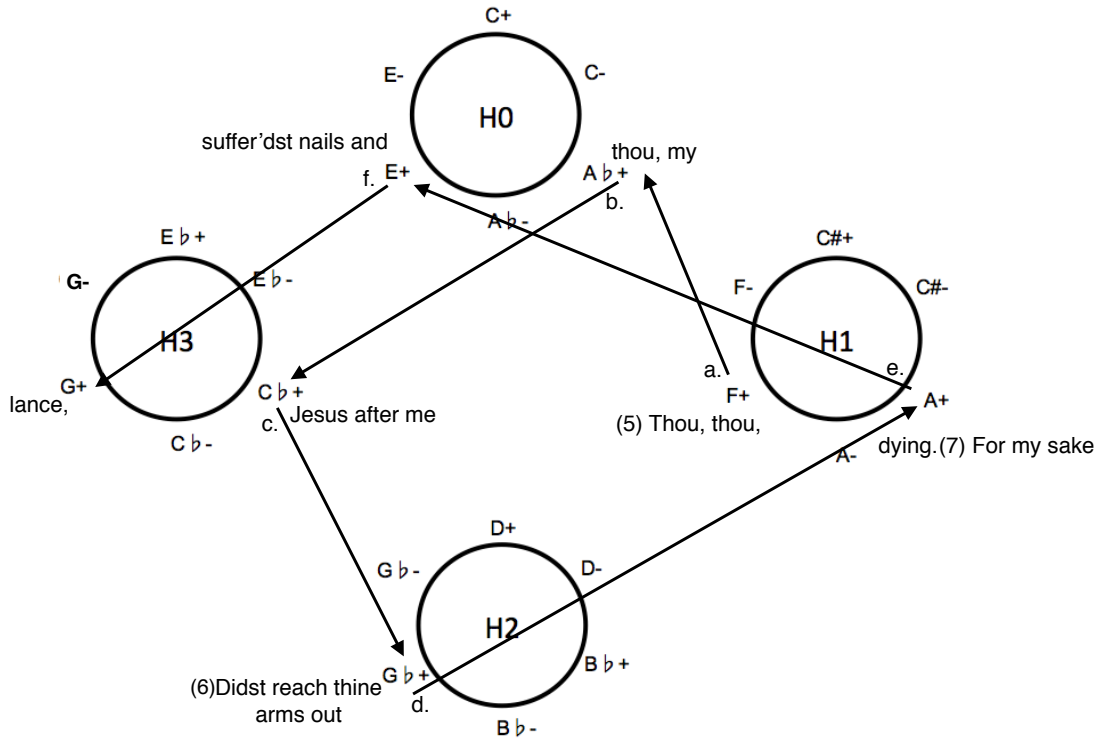 C+
E-
C-
H0
suffer’dst nails and
thou, my
f.
E+
A♭+
b.
A♭-
E♭+
C#+
G-
E♭-
F-
C#-
H3
H1
G+
lance,
C♭+
a.
e.
F+
A+
c.
Jesus after me
(5) Thou, thou,
C♭-
A-
dying.(7) For my sake
D+
G♭-
D-
H2
B♭+
G♭+
(6)Didst reach thine
arms out
d.
B♭-